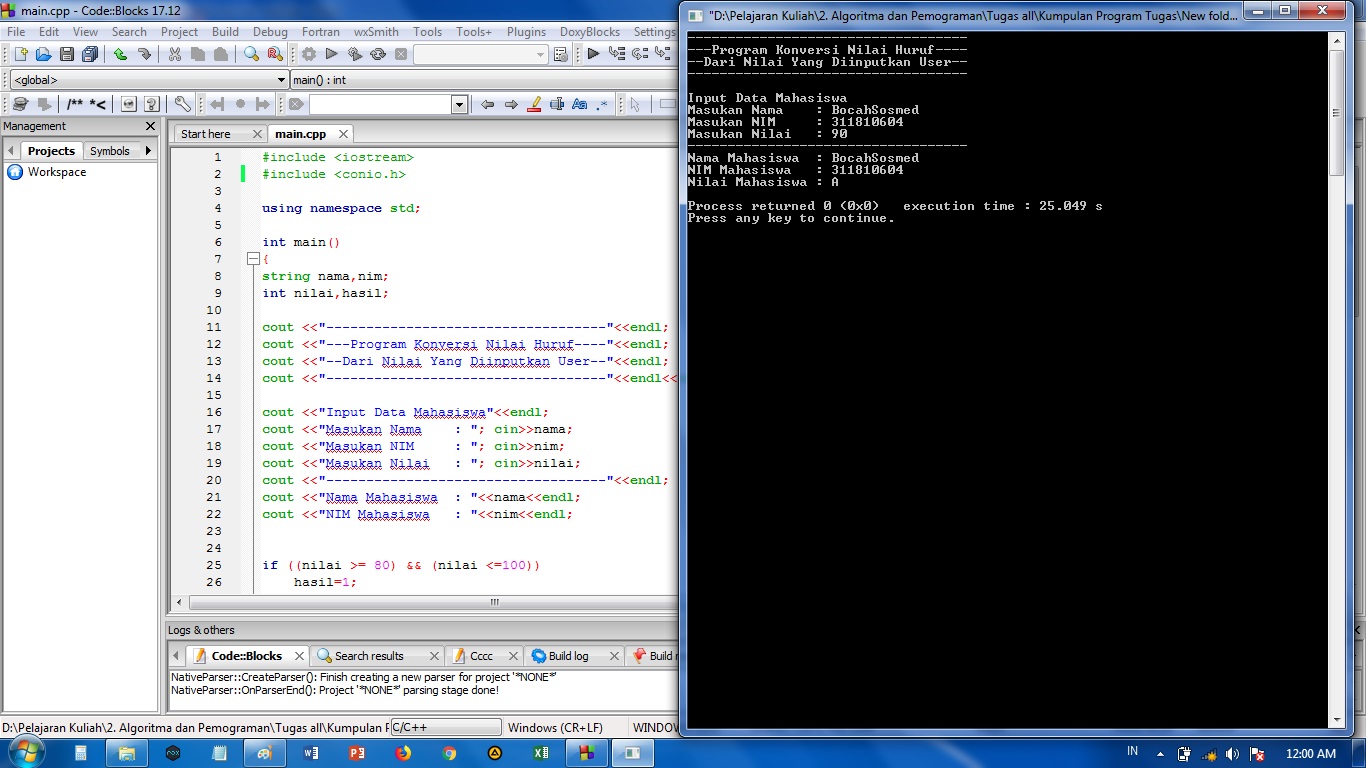 main.cpp - Code::Blocks 17.12
File Edit View Search Project Build Debug Fortran wxSmith Tools Tools+ Plugins DoxyBlocks Settings
<global>
main() : int
/** *<
Aa .*
Management
Projects Symbols
Workspace
Start here
main.cpp
1 #include <iostream>
2 #include <conio.h>
3
4 using namespace std;
5
6 int main()
7 {
8 string nama,nim;
9 int nilai,hasil;
10
11 cout <<"-----------------------------------"<<endl;
12 cout <<"---Program Konversi Nilai Huruf----"<<endl;
13 cout <<"--Dari Nilai Yang Diinputkan User--"<<endl;
14 cout <<"-----------------------------------"<<endl<<
15
16 cout <<"Input Data Mahasiswa"<<endl;
17 cout <<"Masukan Nama    : "; cin>>nama;
18 cout <<"Masukan NIM     : "; cin>>nim;
19 cout <<"Masukan Nilai   : "; cin>>nilai;
20 cout <<"-----------------------------------"<<endl;
21 cout <<"Nama Mahasiswa  : "<<nama<<endl;
22 cout <<"NIM Mahasiswa   : "<<nim<<endl;
23
24
25 if ((nilai >= 80) && (nilai <=100))
26     hasil=1;
Logs & others
Code::Blocks
Search results
Cccc
Build log
Build
NativeParser::CreateParser(): Finish creating a new parser for project '*NONE*'
NativeParser::OnParserEnd(): Project '*NONE*' parsing stage done!
D:\Pelajaran Kuliah\2. Algoritma dan Pemograman\Tugas all\Kumpulan P
C/C++
Windows (CR+LF)
WINDO
"D:\Pelajaran Kuliah\2. Algoritma dan Pemograman\Tugas all\Kumpulan Program Tugas\New fold...
-----------------------------------
---Program Konversi Nilai Huruf----
--Dari Nilai Yang Diinputkan User--
-----------------------------------
Input Data Mahasiswa
Masukan Nama    : BocahSosmed
Masukan NIM     : 311810604
Masukan Nilai   : 90
-----------------------------------
Nama Mahasiswa  : BocahSosmed
NIM Mahasiswa   : 311810604
Nilai Mahasiswa : A
Process returned 0 (0x0)   execution time : 25.049 s
Press any key to continue.
IN
12:00 AM